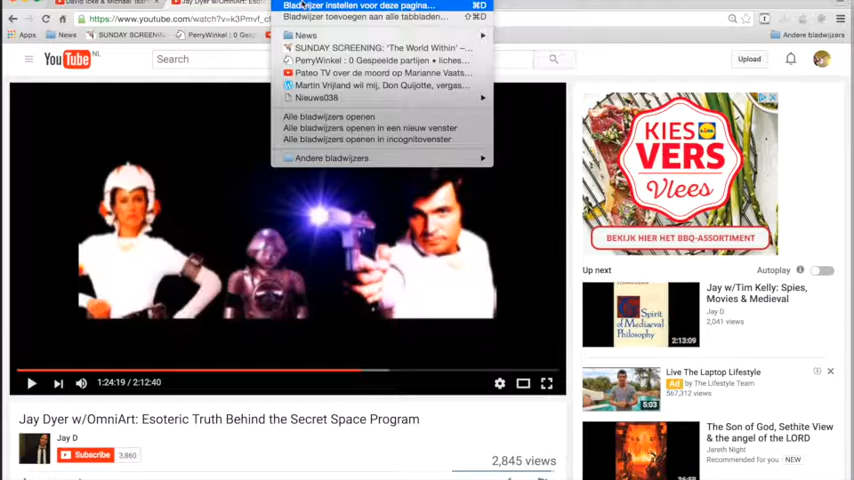 David Icke & Michael Tsari
Jay Dyer w/OmniArt: Esot
Bladwijzer instellen voor deze pagina... ⌘D
https://www.youtube.com/watch?v=k3Pmvf_cf
Bladwijzer toevoegen aan alle tabbladen... ⇧⌘D
Apps News SUNDAY SCREENING: PerryWinkel : 0 Ge
News
Andere bladwijzers
SUNDAY SCREENING: 'The World Within' –...
YouTube NL
Search
PerryWinkel : 0 Gespeelde partijen • liches...
Upload
Pateo TV over de moord op Marianne Vaats...
Martin Vrijland wil mij, Don Quijotte, vergas...
Nieuws038
Alle bladwijzers openen
Alle bladwijzers openen in een nieuw venster
Alle bladwijzers openen in incognitovenster
Andere bladwijzers
KIES
VERS
Vlees
LIDL
BEKIJK HIER HET BBQ-ASSORTIMENT
Up next
Autoplay
Jay w/Tim Kelly: Spies,
Movies & Medieval
Jay D
2,041 views
Spirit
of Mediaeval
Philosophy
2:13:09
Live The Laptop Lifestyle
Ad by The Lifestyle Team
567,312 views
5:03
1:24:19 / 2:12:40
Jay Dyer w/OmniArt: Esoteric Truth Behind the Secret Space Program
Jay D
Subscribe 3,860
2,845 views
The Son of God, Sethite View
& the angel of the LORD
Jareth Night
Recommended for you NEW